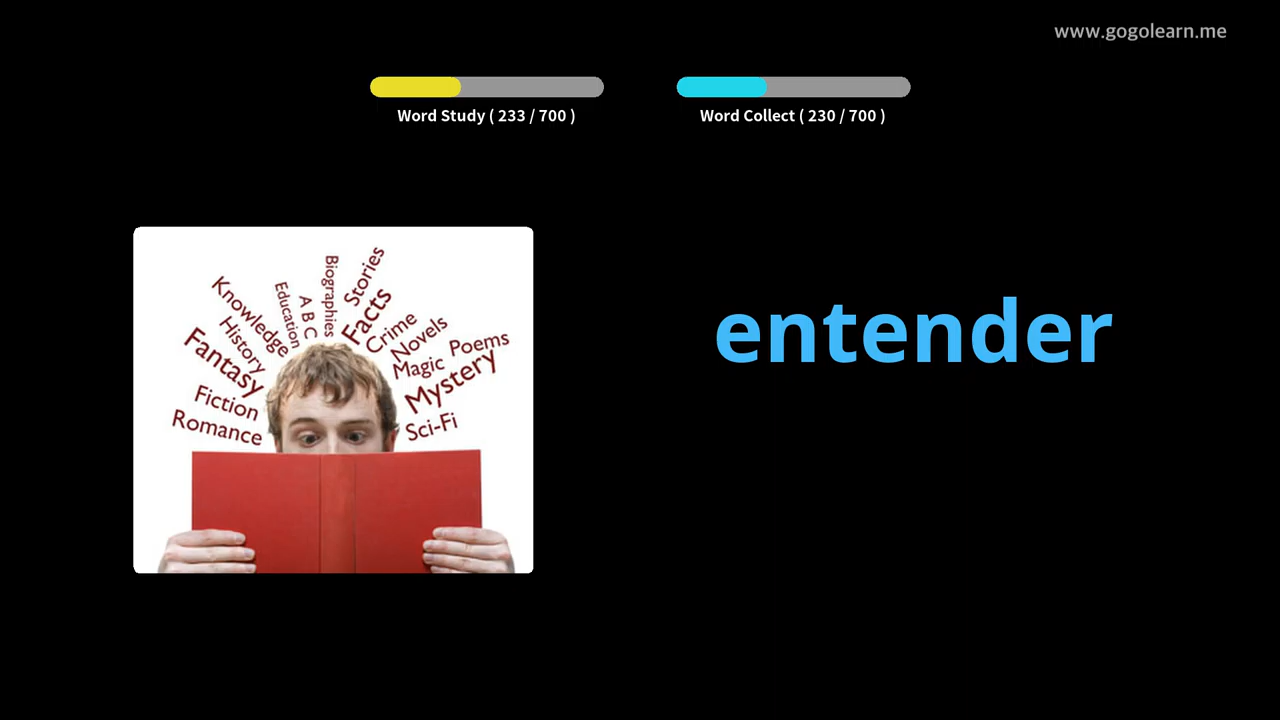 www.gogolearn.me
Word Study ( 233 / 700 )
Word Collect ( 230 / 700 )
entender
Biographies
Stories
Education
A B C
Facts
Knowledge
History
Crime
Novels
Fantasy
Magic
Poems
Mystery
Fiction
Romance
Sci-Fi